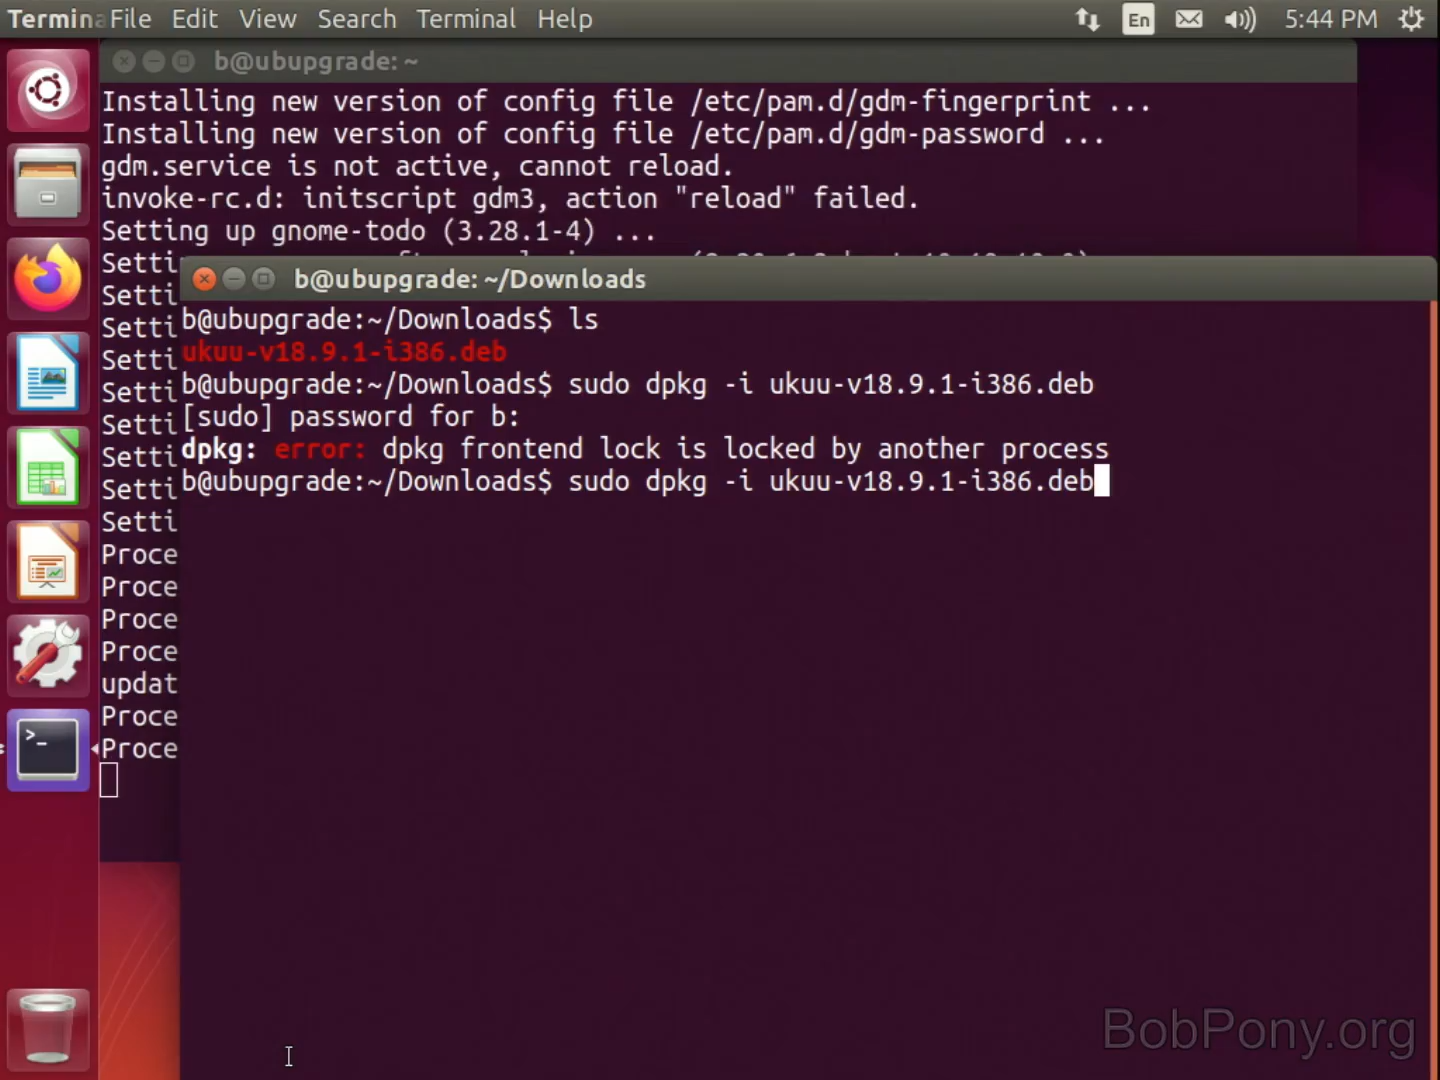 Termina File Edit View Search Terminal Help En 5:44 PM
b@ubupgrade: ~
Installing new version of config file /etc/pam.d/gdm-fingerprint ...
Installing new version of config file /etc/pam.d/gdm-password ...
gdm.service is not active, cannot reload.
invoke-rc.d: initscript gdm3, action "reload" failed.
Setting up gnome-todo (3.28.1-4) ...
Setti
Setti
Setti
Setti
Setti
Setti
Setti
Setti
Setti
Proce
Proce
Proce
Proce
updat
Proce
Proce
b@ubupgrade: ~/Downloads
b@ubupgrade:~/Downloads$ ls
ukuu-v18.9.1-i386.deb
b@ubupgrade:~/Downloads$ sudo dpkg -i ukuu-v18.9.1-i386.deb
[sudo] password for b:
dpkg: error: dpkg frontend lock is locked by another process
b@ubupgrade:~/Downloads$ sudo dpkg -i ukuu-v18.9.1-i386.deb
BobPony.org